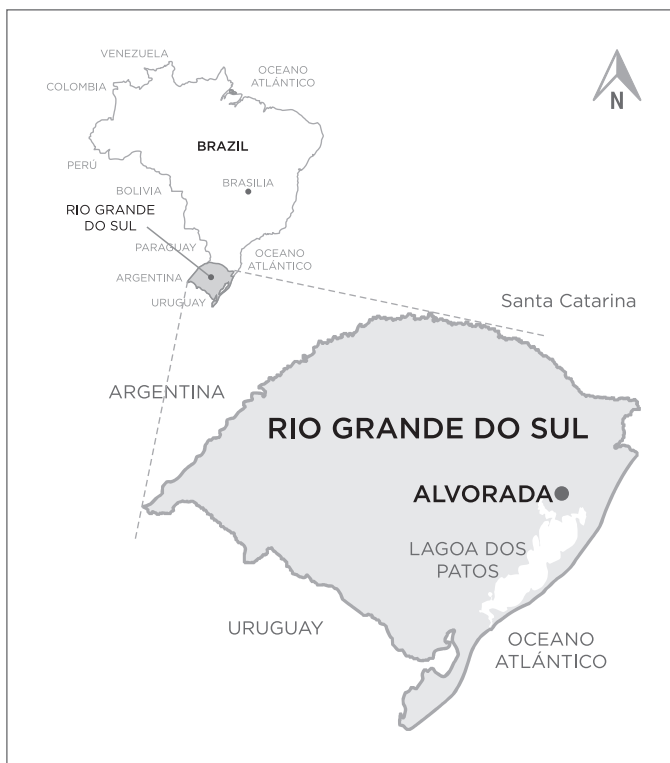 VENEZUELA
OCEANO
ATLÁNTICO
COLOMBIA
N
BRAZIL
PERÚ
BOLIVIA
BRASILIA
RIO GRANDE
DO SUL
PARAGUAY
OCEANO
ATLÁNTICO
ARGENTINA
URUGUAY
Santa Catarina
ARGENTINA
RIO GRANDE DO SUL
ALVORADA
LAGOA DOS
PATOS
URUGUAY
OCEANO
ATLÁNTICO